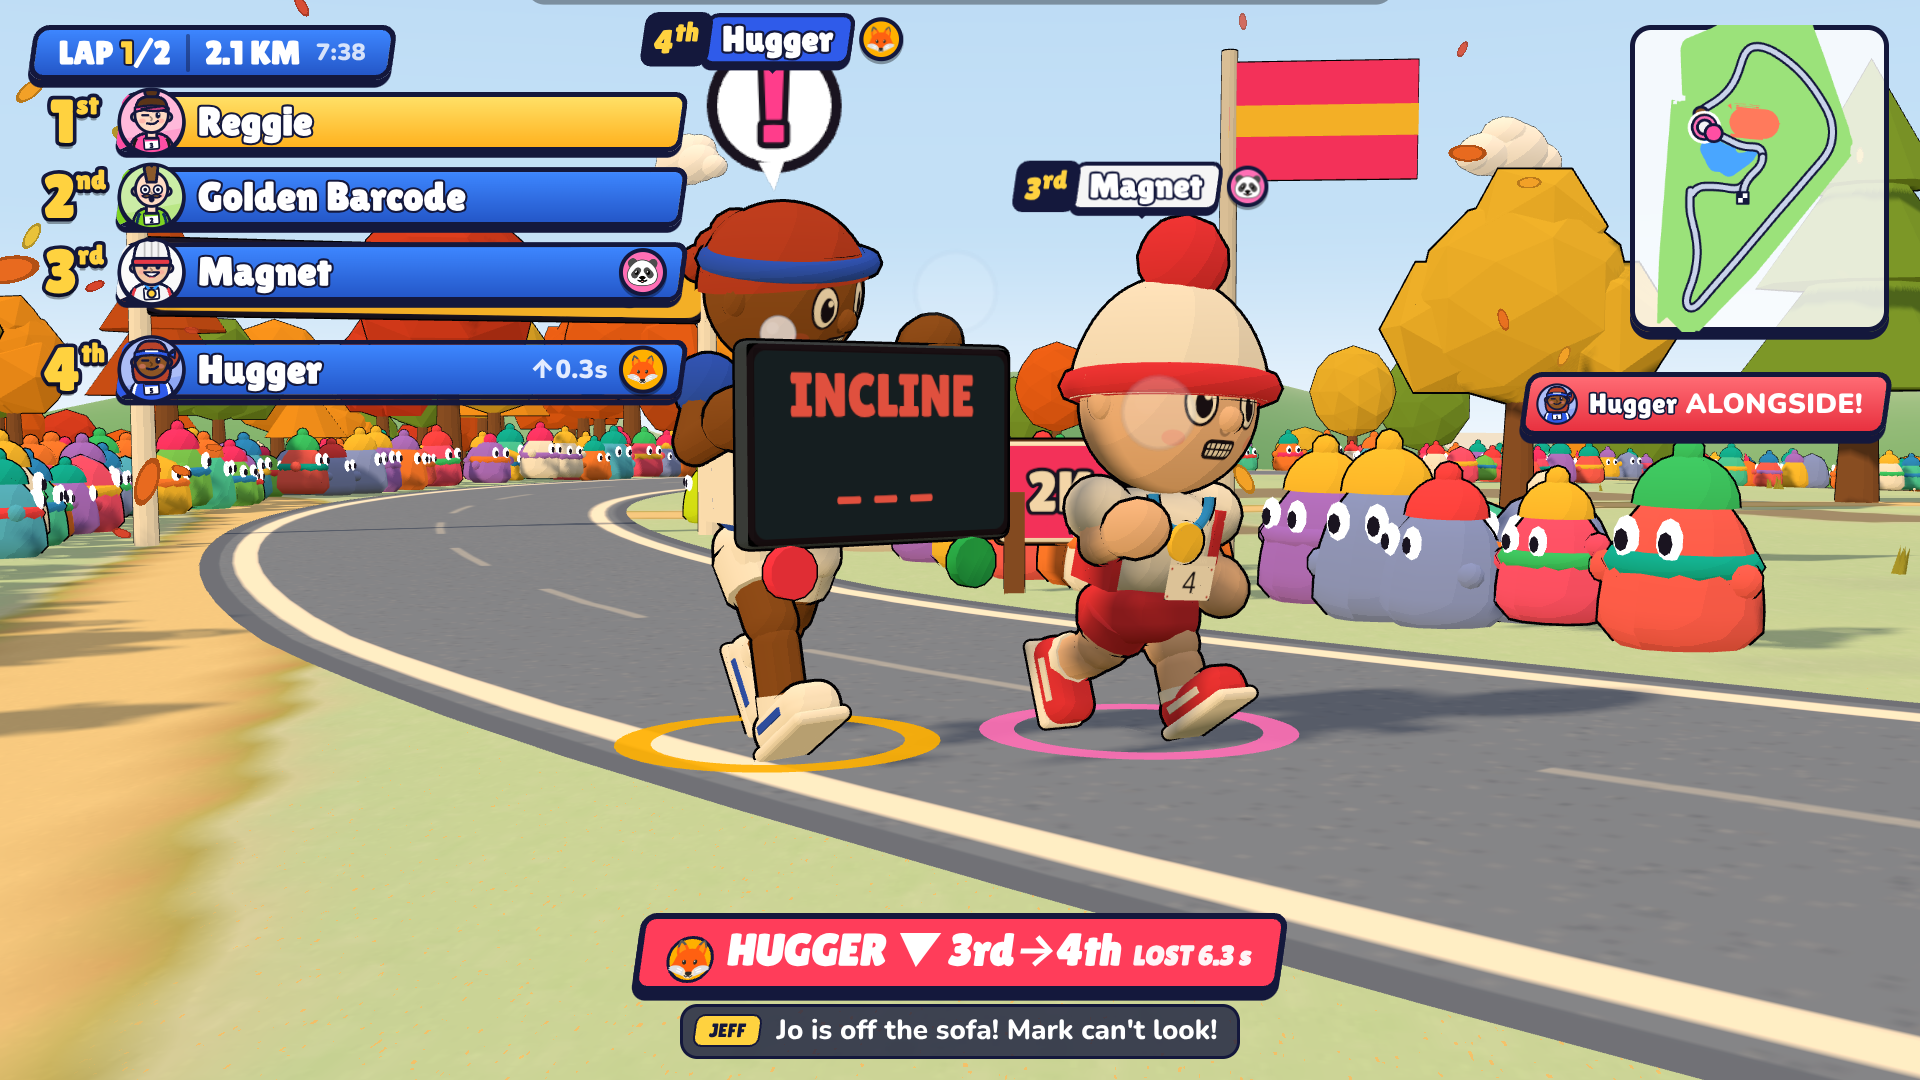 LAP 1/2 2.1 KM 7:38
4th Hugger
1st Reggie
2nd Golden Barcode
3rd Magnet
4th Hugger ↑0.3s
!
3rd Magnet
INCLINE
---
4
Hugger ALONGSIDE!
HUGGER ▼ 3rd→4th LOST 6.3 s
JEFF Jo is off the sofa! Mark can't look!